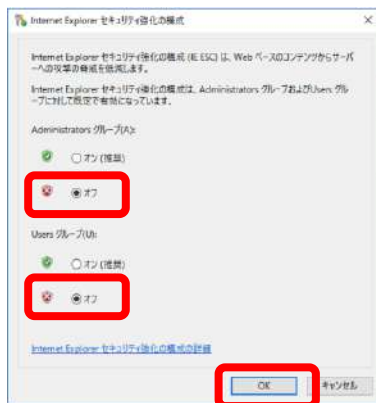 Internet Explorer セキュリティ強化の構成
Internet Explorer セキュリティ強化の構成 (IE ESC) は、Web ベースのコンテンツからサーバ
ーへの攻撃の脅威を低減します。
Internet Explorer セキュリティ強化の構成は、Administrators グループおよびUsers グル
ープに対して既定で有効になっています。
Administrators グループ(A):
オン (推奨)
オフ
Users グループ(U):
オン (推奨)
オフ
Internet Explorer セキュリティ強化の構成の詳細
OK
キャンセル